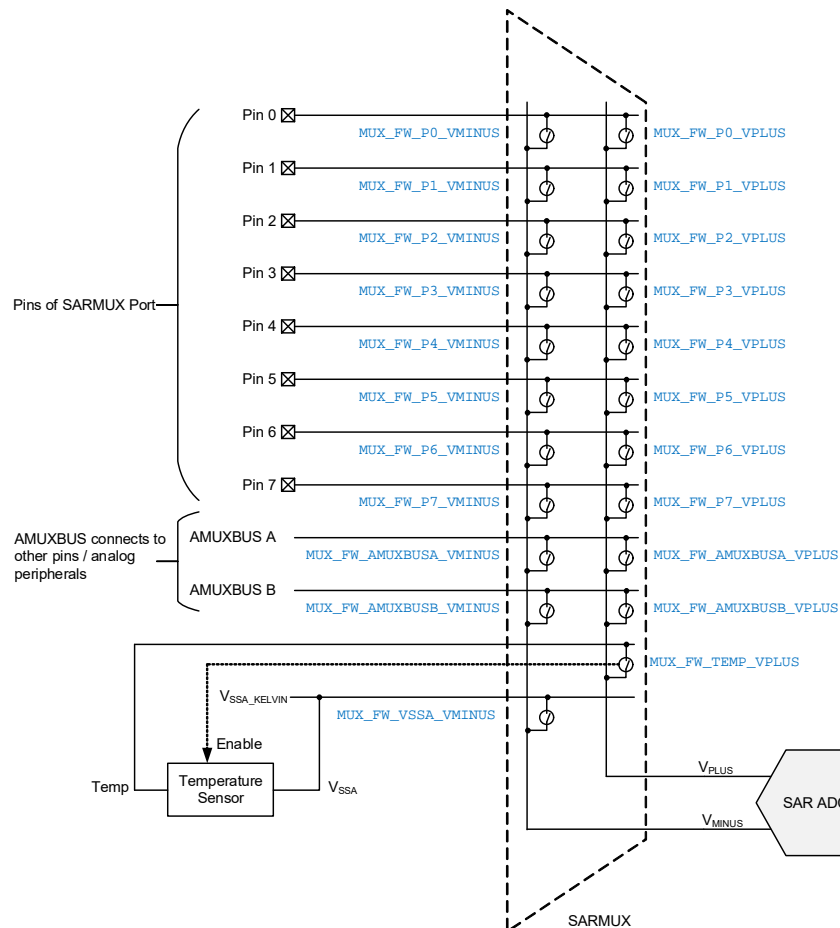 Pin 0
MUX_FW_P0_VMINUS
MUX_FW_P0_VPLUS
Pin 1
MUX_FW_P1_VMINUS
MUX_FW_P1_VPLUS
Pin 2
MUX_FW_P2_VMINUS
MUX_FW_P2_VPLUS
Pin 3
MUX_FW_P3_VMINUS
MUX_FW_P3_VPLUS
Pins of SARMUX Port
Pin 4
MUX_FW_P4_VMINUS
MUX_FW_P4_VPLUS
Pin 5
MUX_FW_P5_VMINUS
MUX_FW_P5_VPLUS
Pin 6
MUX_FW_P6_VMINUS
MUX_FW_P6_VPLUS
Pin 7
MUX_FW_P7_VMINUS
MUX_FW_P7_VPLUS
AMUXBUS connects to
other pins / analog
peripherals
AMUXBUS A
MUX_FW_AMUXBUSA_VMINUS
MUX_FW_AMUXBUSA_VPLUS
AMUXBUS B
MUX_FW_AMUXBUSB_VMINUS
MUX_FW_AMUXBUSB_VPLUS
MUX_FW_TEMP_VPLUS
VSSA_KELVIN
MUX_FW_VSSA_VMINUS
Enable
Temp
Temperature
Sensor
VSSA
VPLUS
VMINUS
SAR ADC
SARMUX